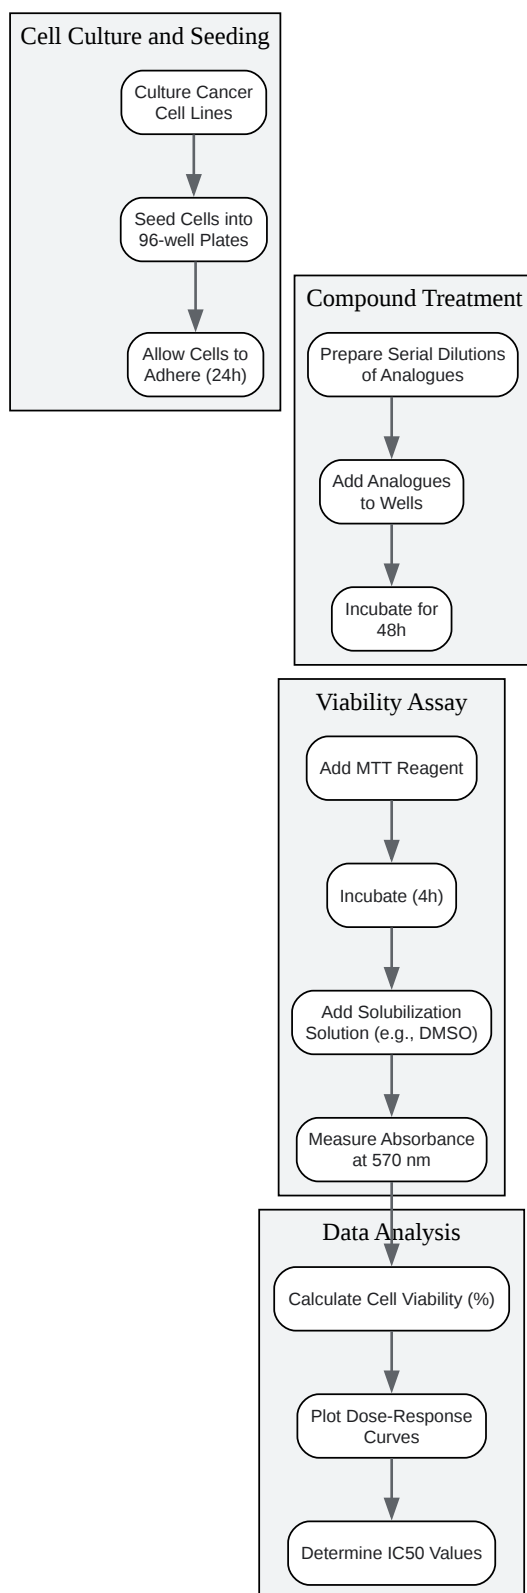 Cell Culture and Seeding
Culture Cancer
Cell Lines
Seed Cells into
96-well Plates
Allow Cells to
Adhere (24h)
Compound Treatment
Prepare Serial Dilutions
of Analogues
Add Analogues
to Wells
Incubate for
48h
Viability Assay
Add MTT Reagent
Incubate (4h)
Add Solubilization
Solution (e.g., DMSO)
Measure Absorbance
at 570 nm
Data Analysis
Calculate Cell Viability (%)
Plot Dose-Response
Curves
Determine IC50 Values